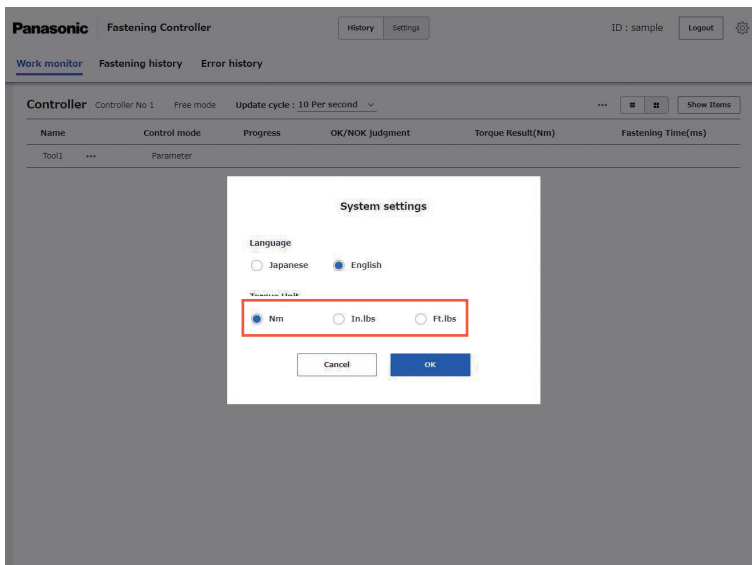 Panasonic Fastening Controller History Settings ID : sample Logout
Work monitor Fastening history Error history
Controller Controller No 1 Free mode Update cycle : 10 Per second ••• Show Items
Name Control mode Progress OK/NOK judgment Torque Result(Nm) Fastening Time(ms)
Tool1 ••• Parameter
System settings
Language
Japanese English
Torque Unit
Nm In.lbs Ft.lbs
Cancel OK